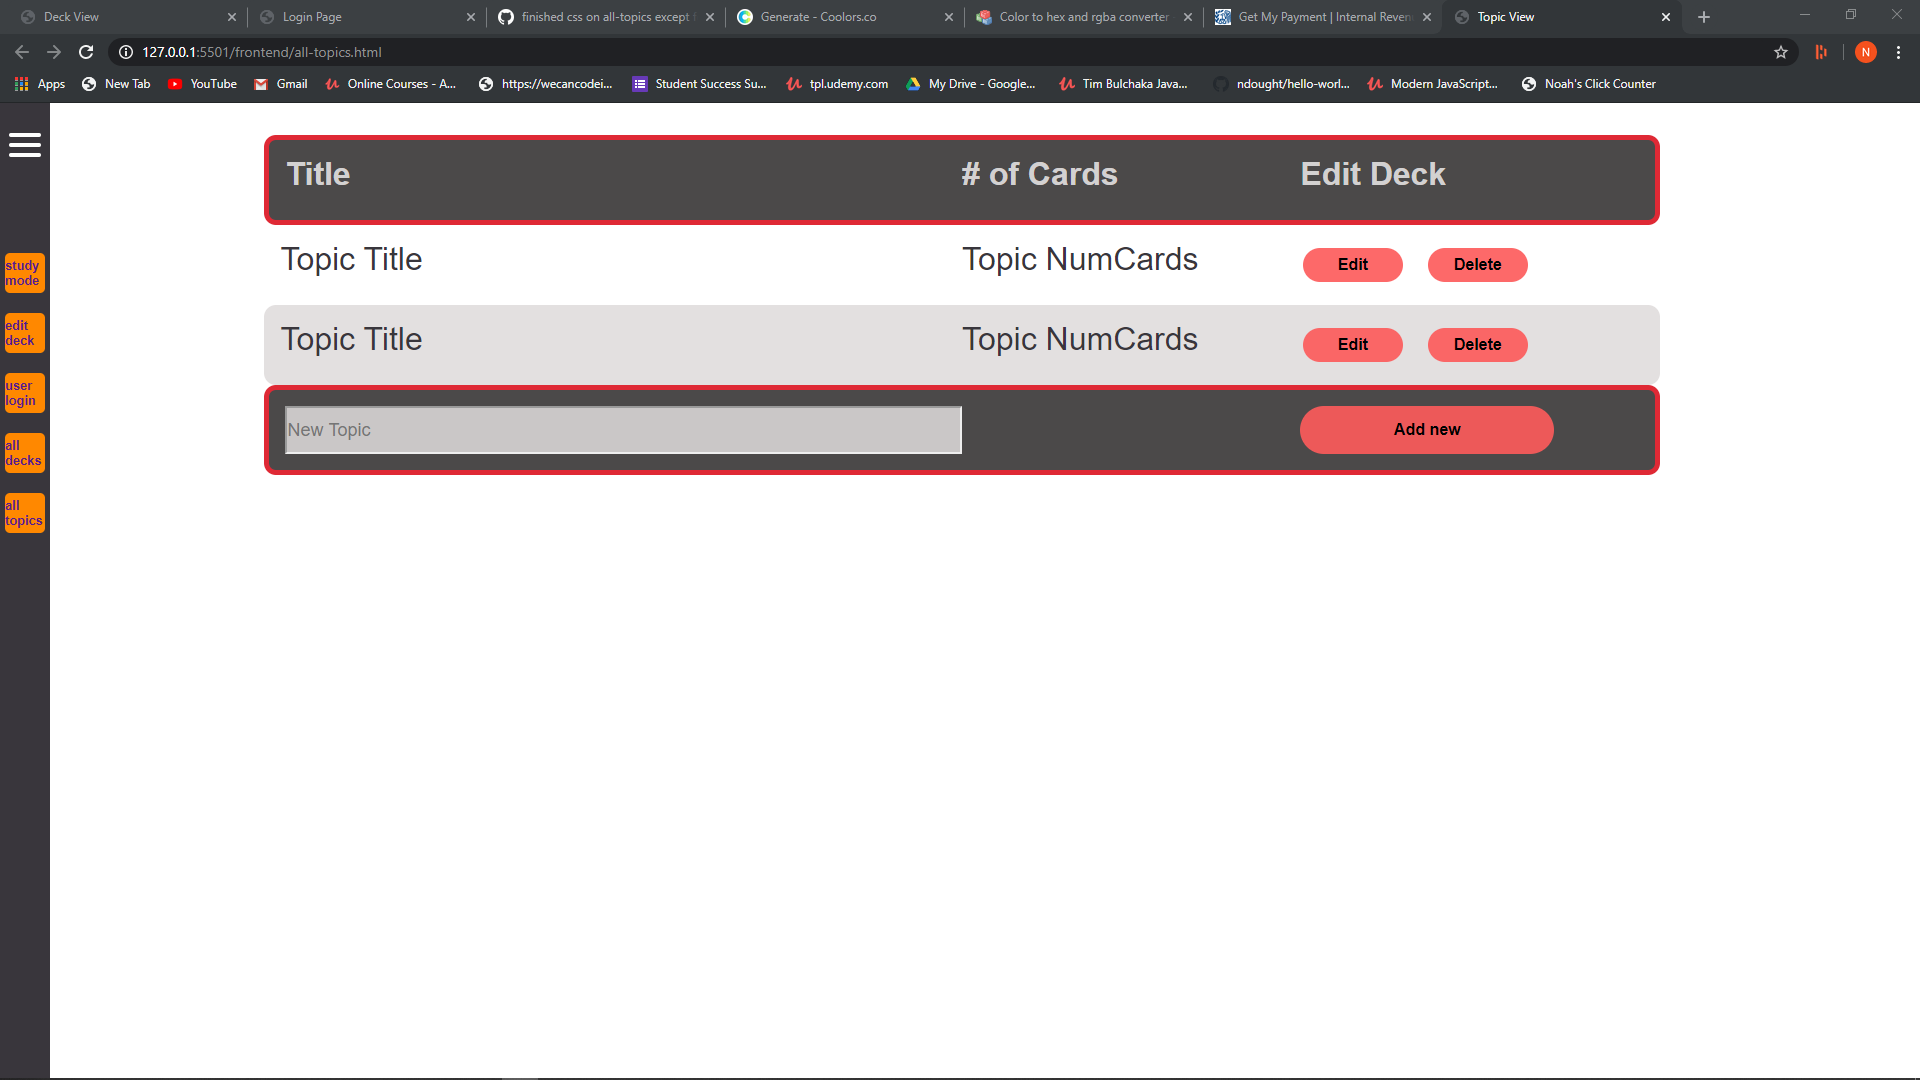 Deck View
Login Page
finished css on all-topics except
Generate - Coolors.co
Color to hex and rgba converter
Get My Payment | Internal Reven
Topic View
127.0.0.1:5501/frontend/all-topics.html
N
Apps
New Tab
YouTube
Gmail
Online Courses - A...
https://wecancodei...
Student Success Su...
tpl.udemy.com
My Drive - Google...
Tim Bulchaka Java...
ndought/hello-worl...
Modern JavaScript...
Noah's Click Counter
Title # of Cards Edit Deck
Topic Title Topic NumCards Edit Delete
Topic Title Topic NumCards Edit Delete
New Topic Add new
study
mode
edit
deck
user
login
all
decks
all
topics